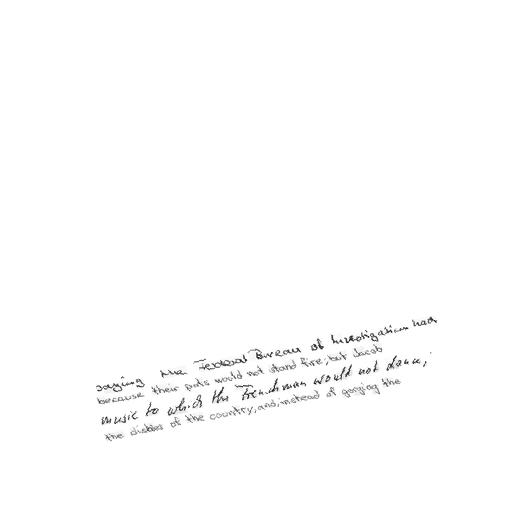 saying the Federal Bureau of Investigation had
because their pots would not stand fire; but Jacob
music to which the Frenchman would not dance;
the dishes of the country, and, instead of gorging the